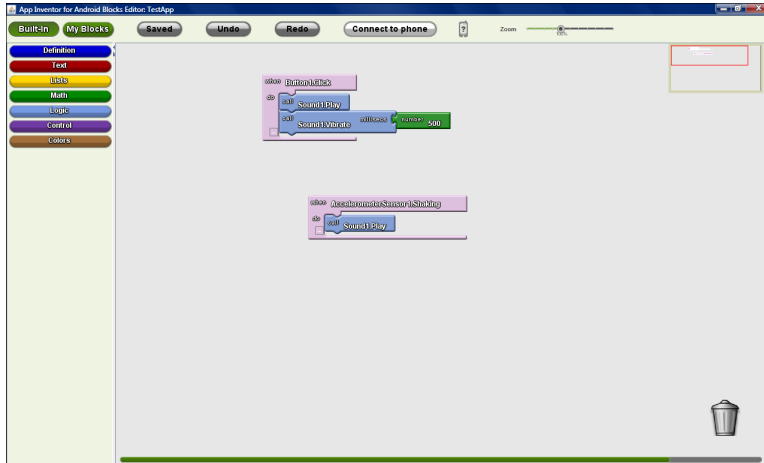 App Inventor for Android Blocks Editor: TestApp
Built-In My Blocks Saved Undo Redo Connect to phone ? Zoom
100%
Definition
Text
Lists
Math
Logic
Control
Colors
when Button1.Click
do call Sound1.Play
call Sound1.Vibrate millisecs number 500
when AccelerometerSensor1.Shaking
do call Sound1.Play